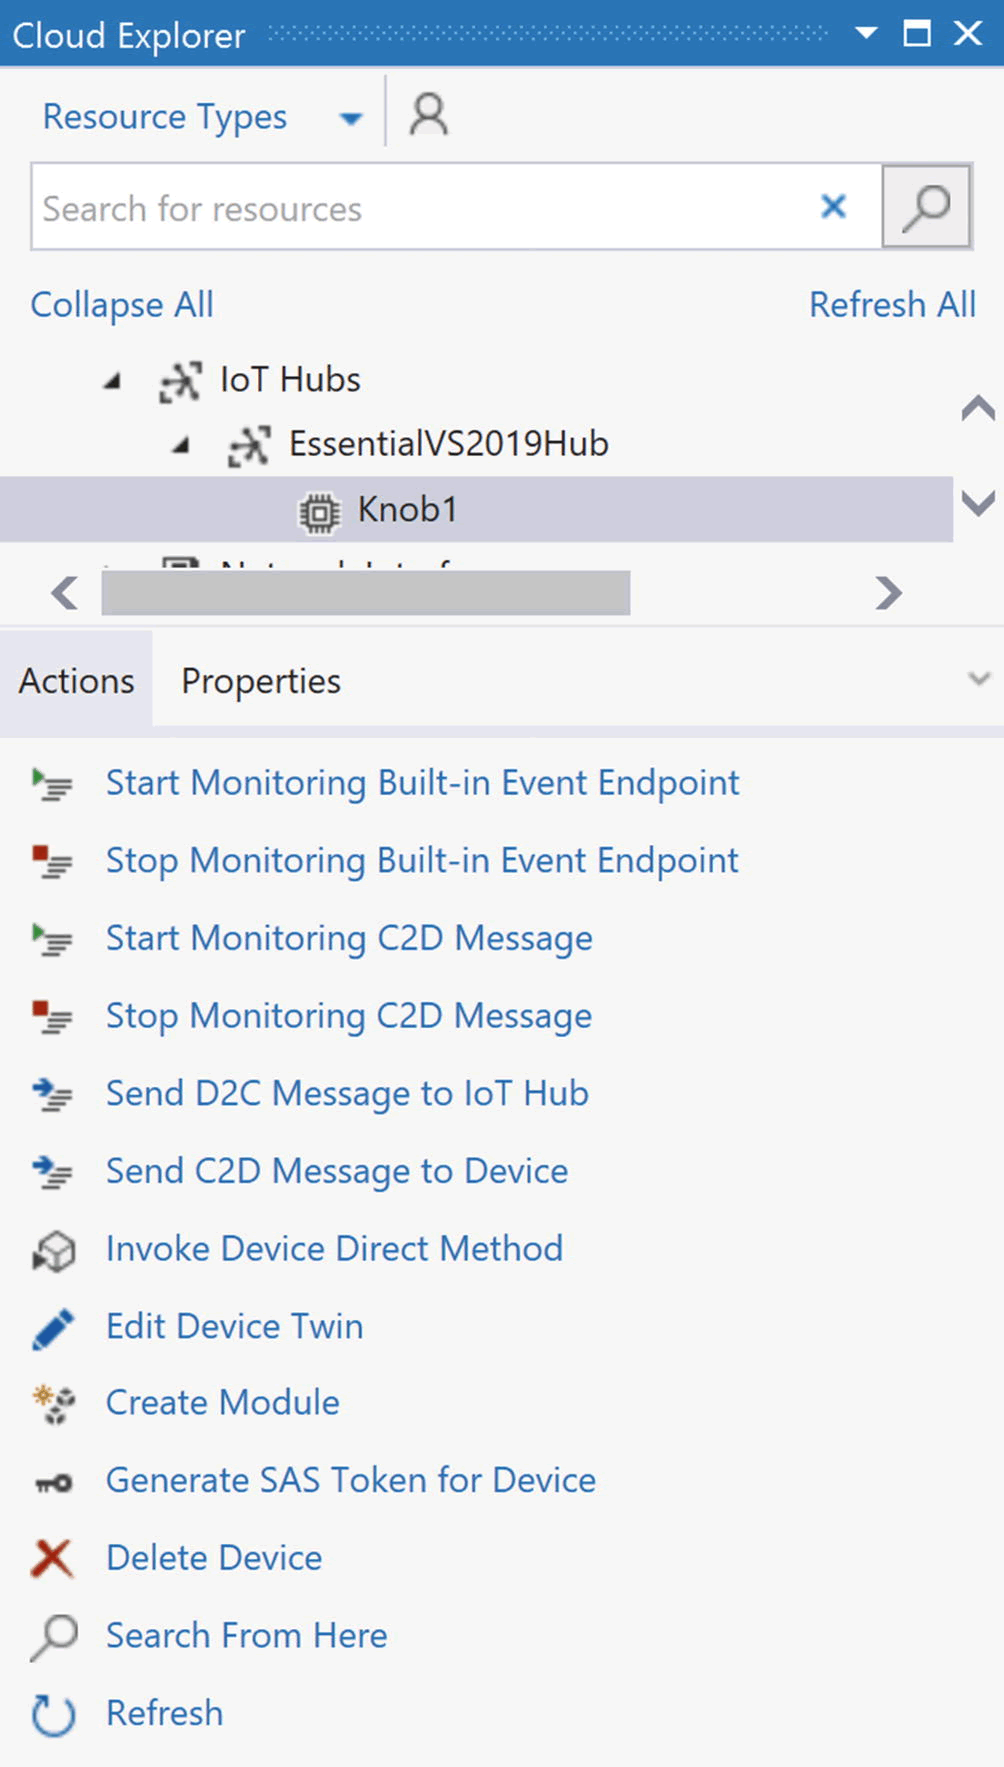 Cloud Explorer
Resource Types
Search for resources
Collapse All Refresh All
IoT Hubs
EssentialVS2019Hub
Knob1
Actions Properties
Start Monitoring Built-in Event Endpoint
Stop Monitoring Built-in Event Endpoint
Start Monitoring C2D Message
Stop Monitoring C2D Message
Send D2C Message to IoT Hub
Send C2D Message to Device
Invoke Device Direct Method
Edit Device Twin
Create Module
Generate SAS Token for Device
Delete Device
Search From Here
Refresh